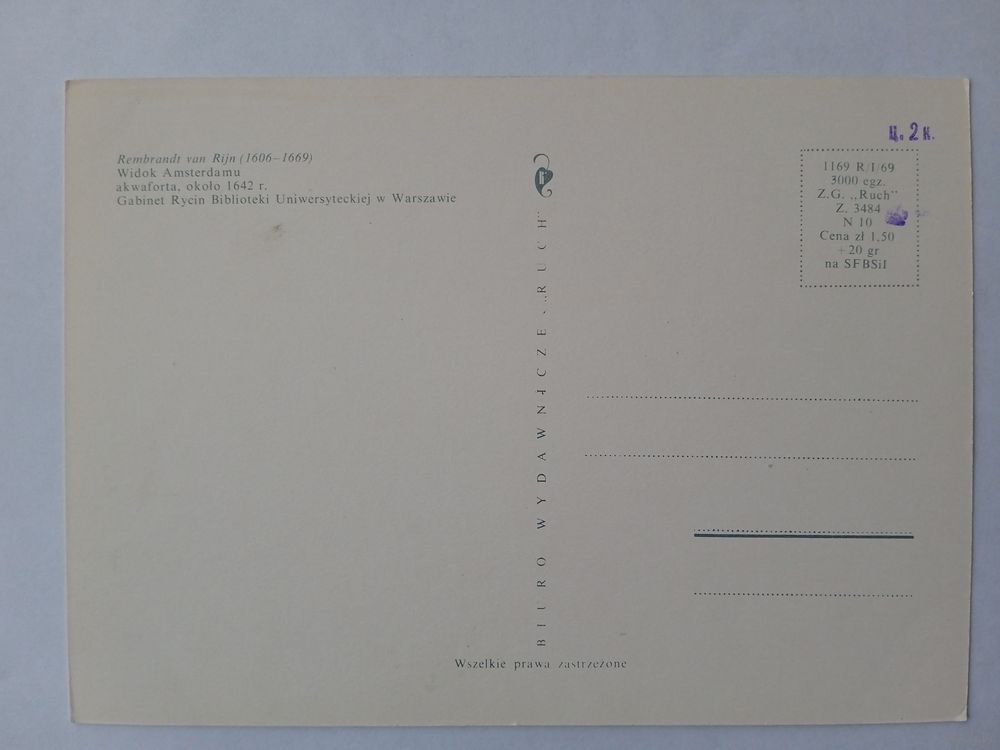 Rembrandt van Rijn (1606–1669)
Widok Amsterdamu
akwaforta, około 1642 r.
Gabinet Rycin Biblioteki Uniwersyteckiej w Warszawie
BIURO WYDAWNICZE - „RUCH"
ц. 2 к.
1169 R/I/69
3000 egz.
Z.G. „Ruch"
Z. 3484
N 10
Cena zł 1,50
+ 20 gr
na SFBSiI
Wszelkie prawa zastrzeżone